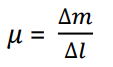 μ = Δm / Δl